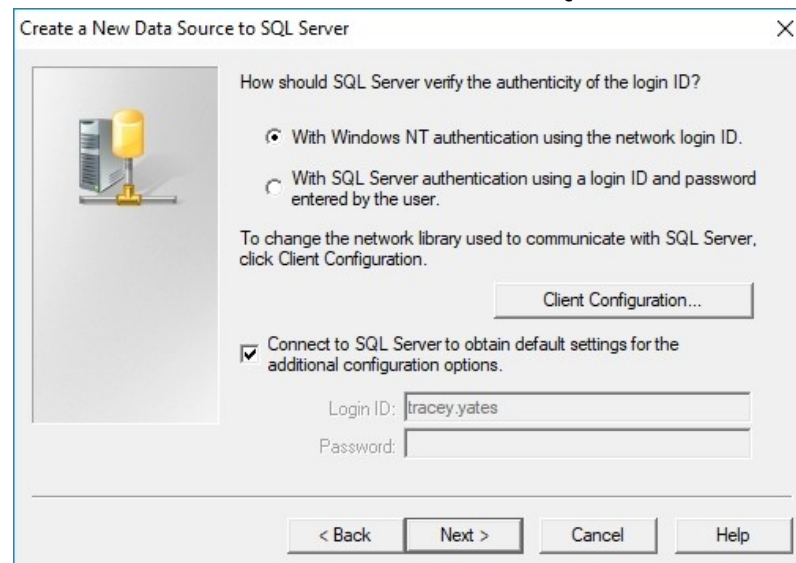 Create a New Data Source to SQL Server
How should SQL Server verify the authenticity of the login ID?
With Windows NT authentication using the network login ID.
With SQL Server authentication using a login ID and password
entered by the user.
To change the network library used to communicate with SQL Server,
click Client Configuration.
Client Configuration...
Connect to SQL Server to obtain default settings for the
additional configuration options.
Login ID: tracey.yates
Password:
< Back Next > Cancel Help